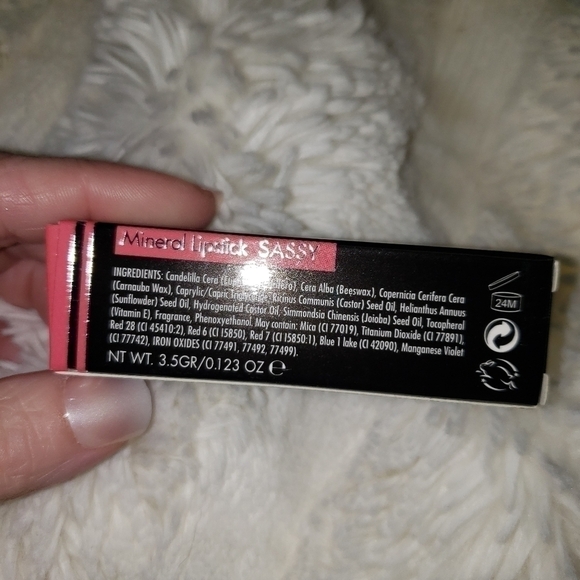 Mineral Lipstick SASSY
INGREDIENTS: Candelilla Cera (Eu Cera), Cera Alba (Beeswax), Copernicia Cerifera Cera
(Carnauba Wax), Caprylic/Capric Triglyceride, Ricinus Communis (Castor) Seed Oil, Helianthus Annuus
(Sunflower) Seed Oil, Hydrogenated Castor Oil, Simmondsia Chinensis (Jojoba) Seed Oil, Tocopherol
(Vitamin E), Fragrance, Phenoxyethanol. May contain: Mica (CI 77019), Titanium Dioxide (CI 77891),
Red 28 (CI 45410:2), Red 6 (CI 15850), Red 7 (CI 15850:1), Blue 1 lake (CI 42090), Manganese Violet
(CI 77742), IRON OXIDES (CI 77491, 77492, 77499).
NT WT. 3.5GR/0.123 OZ ℮
24M